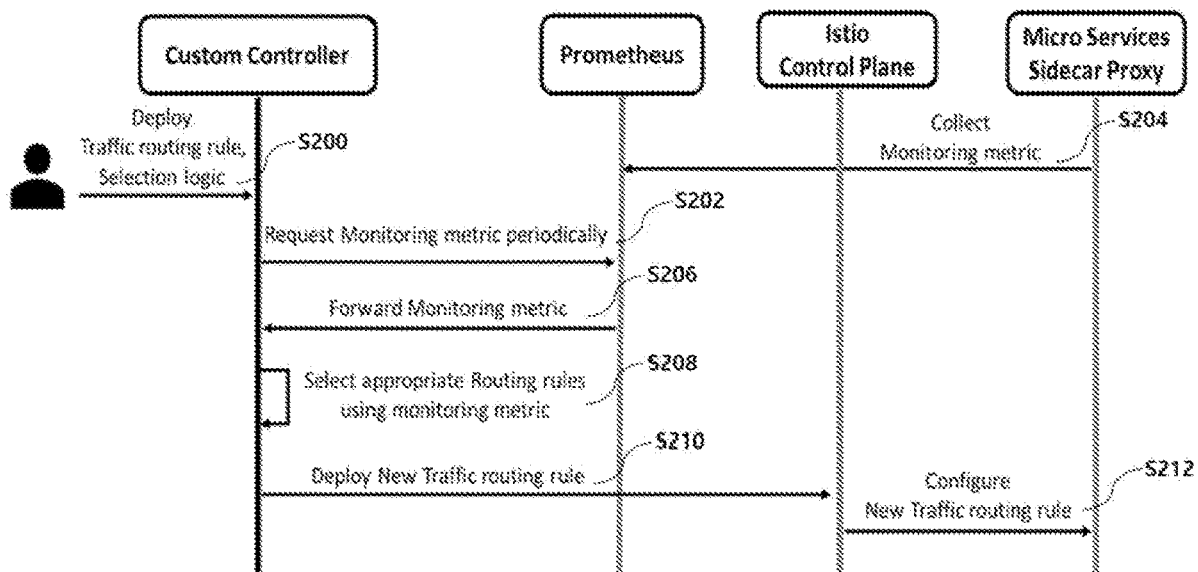 Custom Controller
Prometheus
Istio
Control Plane
Micro Services
Sidecar Proxy
Deploy
Traffic routing rule,
Selection logic
S200
Collect
Monitoring metric
S204
Request Monitoring metric periodically
S202
Forward Monitoring metric
S206
Select appropriate Routing rules
using monitoring metric
S208
Deploy New Traffic routing rule
S210
Configure
New Traffic routing rule
S212